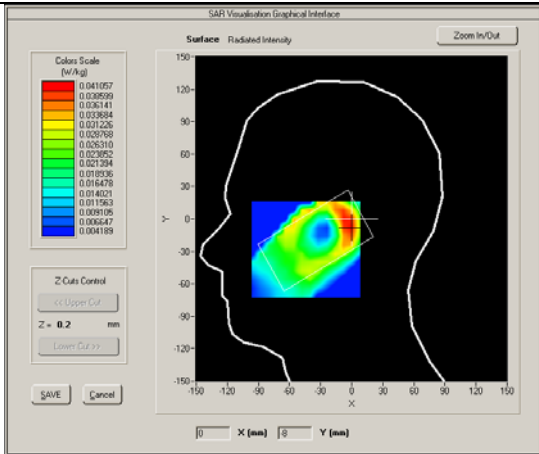 SAR Visualisation Graphical Interface
Surface Radiated Intensity
Zoom In/Out
Colors Scale
(W/kg)
0.041057
0.038599
0.036141
0.033684
0.031226
0.028768
0.026310
0.023852
0.021394
0.018936
0.016478
0.014021
0.011563
0.009105
0.006647
0.004189
Z Cuts Control
<< Upper Cut
Z = 0.2 mm
Lower Cut >>
SAVE Cancel
150
120
90
60
30
Y 0
-30
-60
-90
-120
-150
-150 -120 -90 -60 -30 0 30 60 90 120 150
X
0 X (mm) -8 Y (mm)